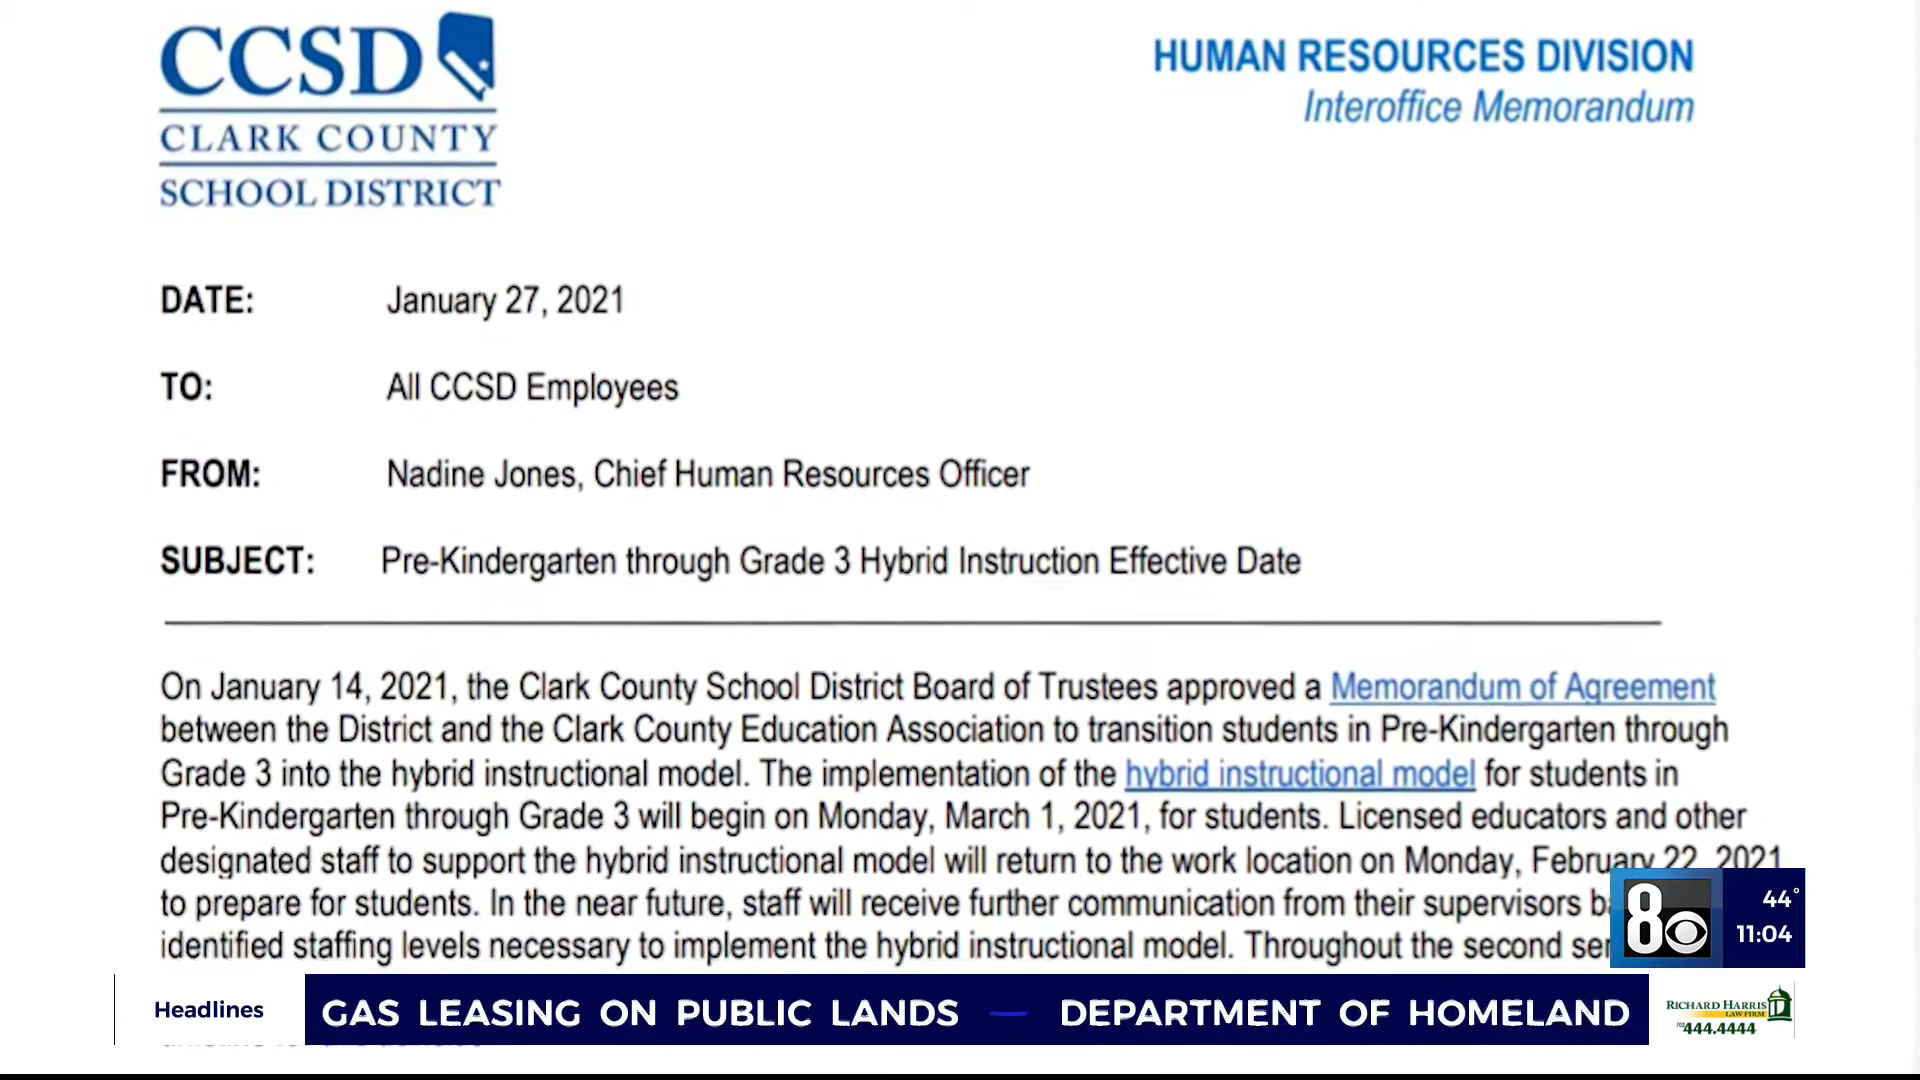 CCSD
CLARK COUNTY
SCHOOL DISTRICT
HUMAN RESOURCES DIVISION
Interoffice Memorandum
DATE: January 27, 2021
TO: All CCSD Employees
FROM: Nadine Jones, Chief Human Resources Officer
SUBJECT: Pre-Kindergarten through Grade 3 Hybrid Instruction Effective Date
On January 14, 2021, the Clark County School District Board of Trustees approved a Memorandum of Agreement
between the District and the Clark County Education Association to transition students in Pre-Kindergarten through
Grade 3 into the hybrid instructional model. The implementation of the hybrid instructional model for students in
Pre-Kindergarten through Grade 3 will begin on Monday, March 1, 2021, for students. Licensed educators and other
designated staff to support the hybrid instructional model will return to the work location on Monday, February 22, 2021
to prepare for students. In the near future, staff will receive further communication from their supervisors
identified staffing levels necessary to implement the hybrid instructional model. Throughout the second
8
44°
11:04
Headlines
GAS LEASING ON PUBLIC LANDS — DEPARTMENT OF HOMELAND
RICHARD HARRIS
LAW FIRM
702 444.4444